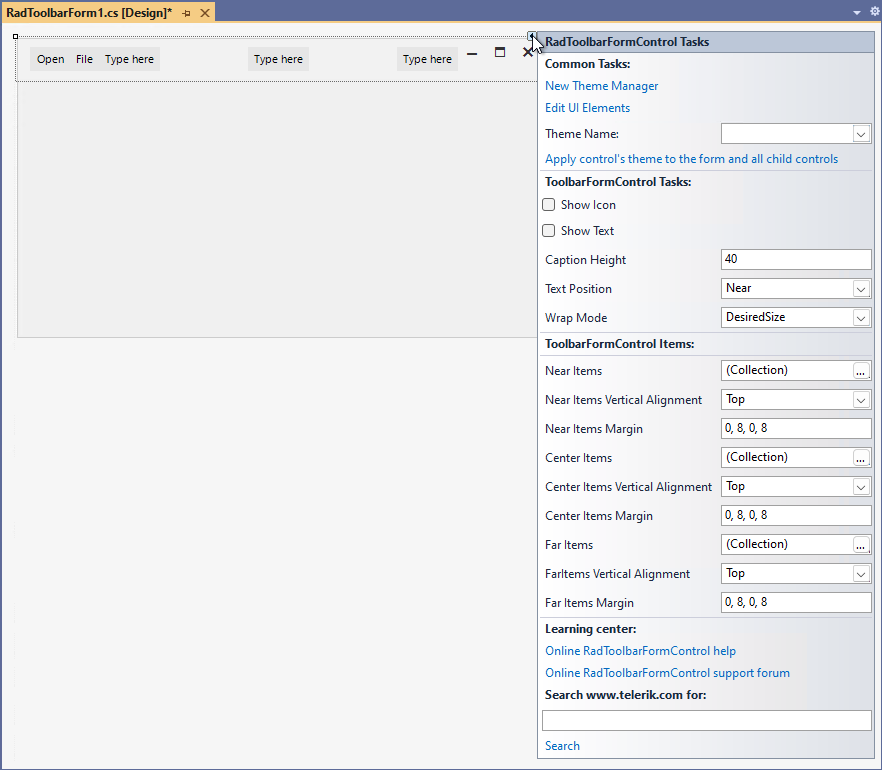 RadToolbarForm1.cs [Design]*
Open File Type here Type here Type here
RadToolbarFormControl Tasks
Common Tasks:
New Theme Manager
Edit UI Elements
Theme Name:
Apply control's theme to the form and all child controls
ToolbarFormControl Tasks:
Show Icon
Show Text
Caption Height 40
Text Position Near
Wrap Mode DesiredSize
ToolbarFormControl Items:
Near Items (Collection) ...
Near Items Vertical Alignment Top
Near Items Margin 0, 8, 0, 8
Center Items (Collection) ...
Center Items Vertical Alignment Top
Center Items Margin 0, 8, 0, 8
Far Items (Collection) ...
FarItems Vertical Alignment Top
Far Items Margin 0, 8, 0, 8
Learning center:
Online RadToolbarFormControl help
Online RadToolbarFormControl support forum
Search www.telerik.com for:
Search